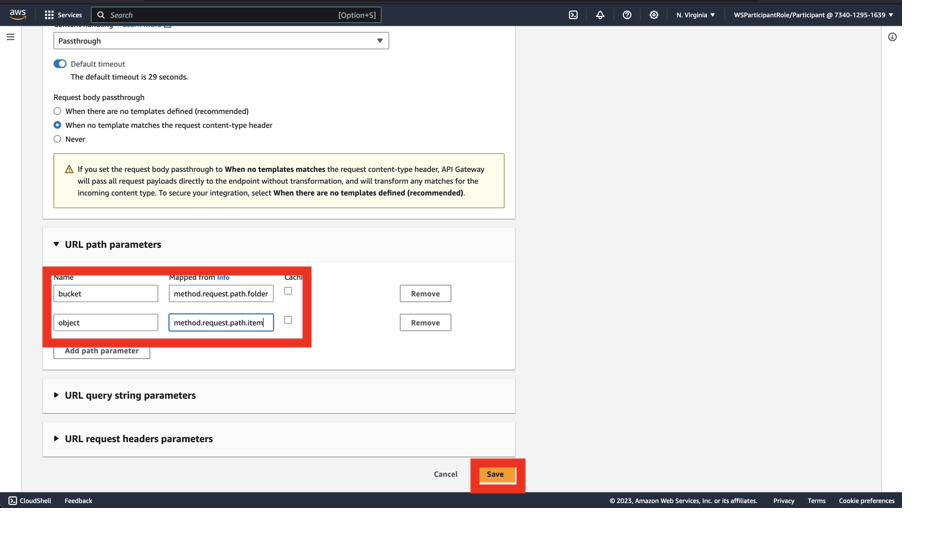 aws Services Search [Option+S] N. Virginia WSParticipantRole/Participant @ 7340-1295-1639
Passthrough
Default timeout
The default timeout is 29 seconds.
Request body passthrough
When there are no templates defined (recommended)
When no template matches the request content-type header
Never
If you set the request body passthrough to When no templates matches the request content-type header, API Gateway
will pass all request payloads directly to the endpoint without transformation, and will transform any matches for the
incoming content type. To secure your integration, select When there are no templates defined (recommended).
URL path parameters
Name Mapped from Info Cachi
bucket method.request.path.folder Remove
object method.request.path.item Remove
Add path parameter
URL query string parameters
URL request headers parameters
Cancel Save
CloudShell Feedback © 2023, Amazon Web Services, Inc. or its affiliates. Privacy Terms Cookie preferences